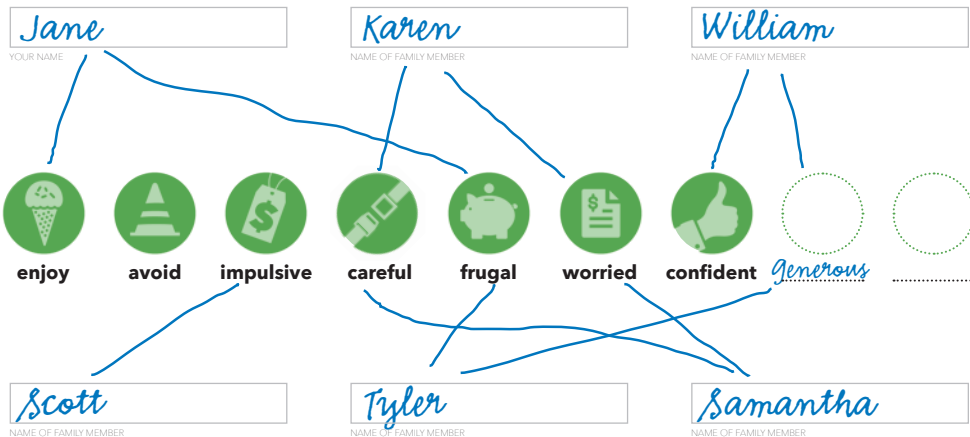 Jane Karen William
YOUR NAME NAME OF FAMILY MEMBER NAME OF FAMILY MEMBER
$ $
enjoy avoid impulsive careful frugal worried confident generous
Scott Tyler Samantha
NAME OF FAMILY MEMBER NAME OF FAMILY MEMBER NAME OF FAMILY MEMBER